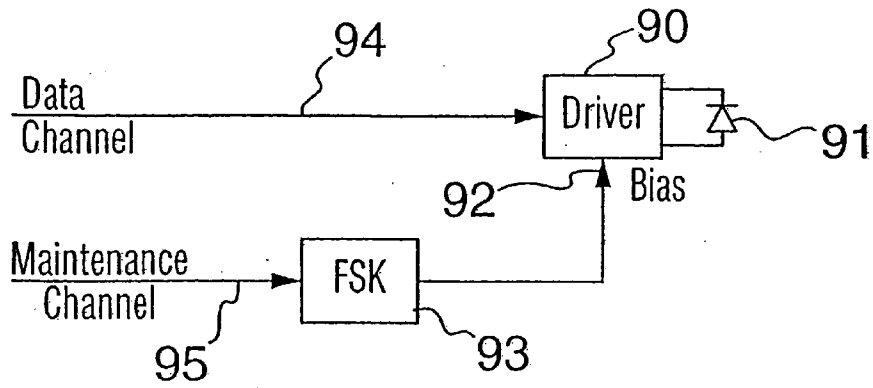 94
90
Data
Channel
Driver
91
92
Bias
Maintenance
Channel
FSK
95
93